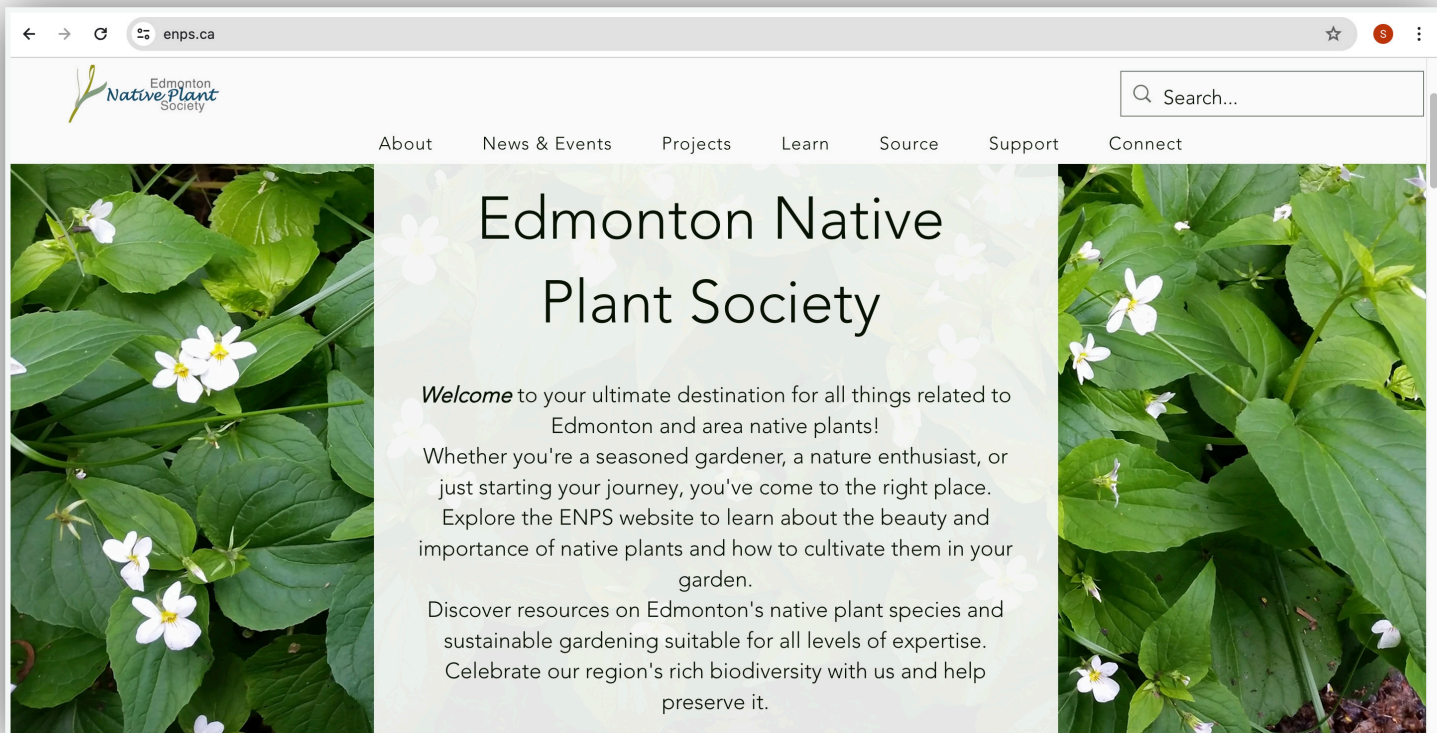 enps.ca
S
Edmonton
Native Plant
Society
Search...
About News & Events Projects Learn Source Support Connect
Edmonton Native
Plant Society
Welcome to your ultimate destination for all things related to
Edmonton and area native plants!
Whether you're a seasoned gardener, a nature enthusiast, or
just starting your journey, you've come to the right place.
Explore the ENPS website to learn about the beauty and
importance of native plants and how to cultivate them in your
garden.
Discover resources on Edmonton's native plant species and
sustainable gardening suitable for all levels of expertise.
Celebrate our region's rich biodiversity with us and help
preserve it.